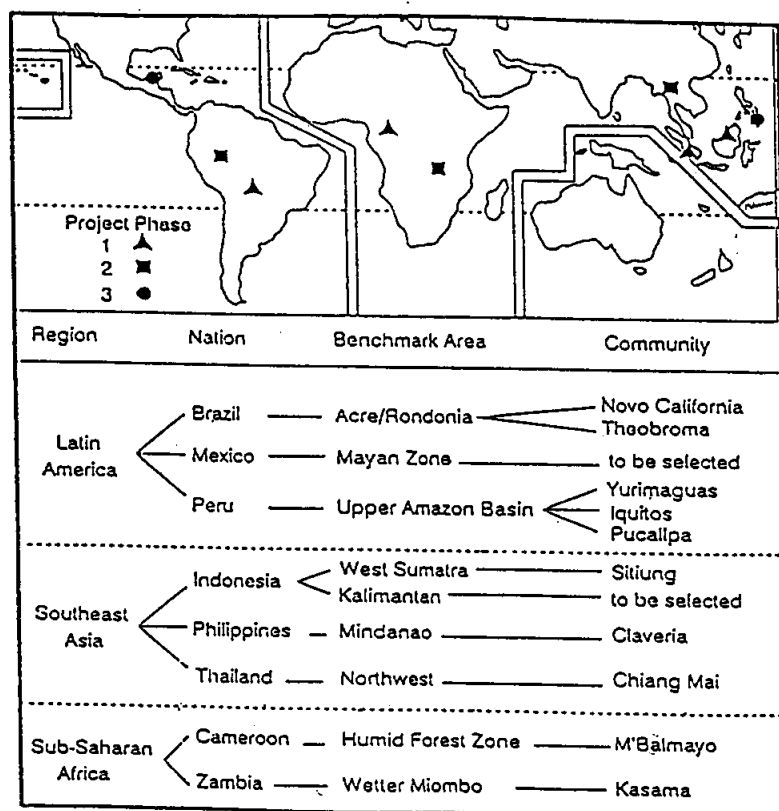 Project Phase
1
2
3
Region Nation Benchmark Area Community
Latin America
Brazil Acre/Rondonia Novo California
Theobroma
Mexico Mayan Zone to be selected
Peru Upper Amazon Basin Yurimaguas
Iquitos
Pucallpa
Southeast Asia
Indonesia West Sumatra Sitiung
Kalimantan to be selected
Philippines Mindanao Claveria
Thailand Northwest Chiang Mai
Sub-Saharan Africa
Cameroon Humid Forest Zone M'Balmayo
Zambia Wetter Miombo Kasama